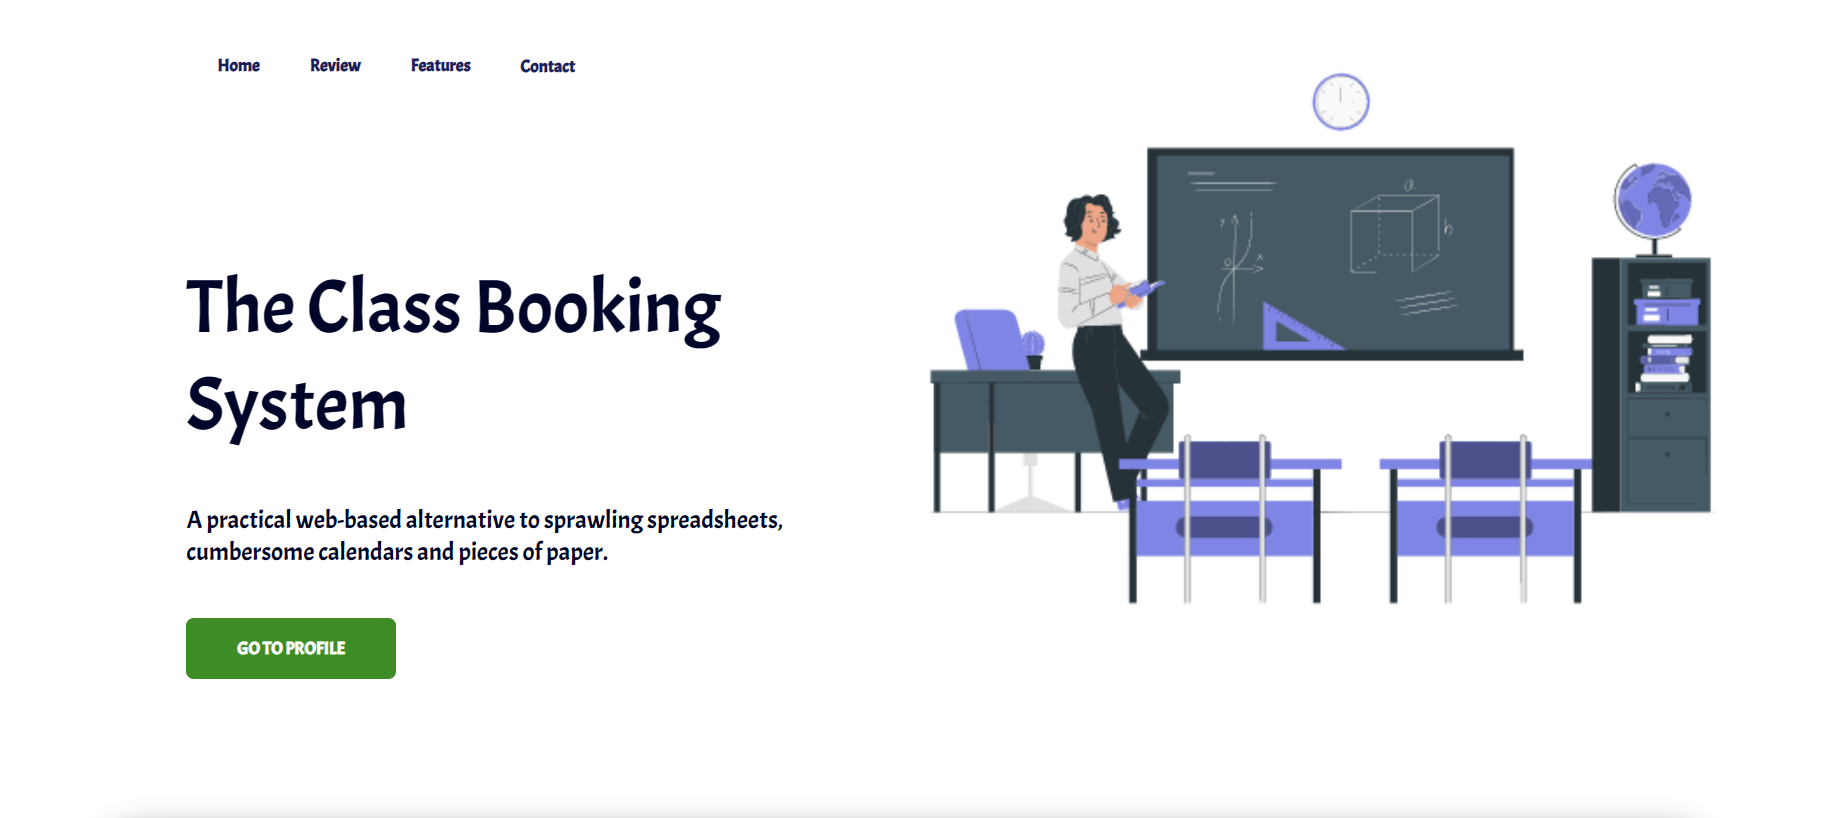 Home Review Features Contact
The Class Booking
System
A practical web-based alternative to sprawling spreadsheets,
cumbersome calendars and pieces of paper.
GO TO PROFILE
a
b
y
x
0